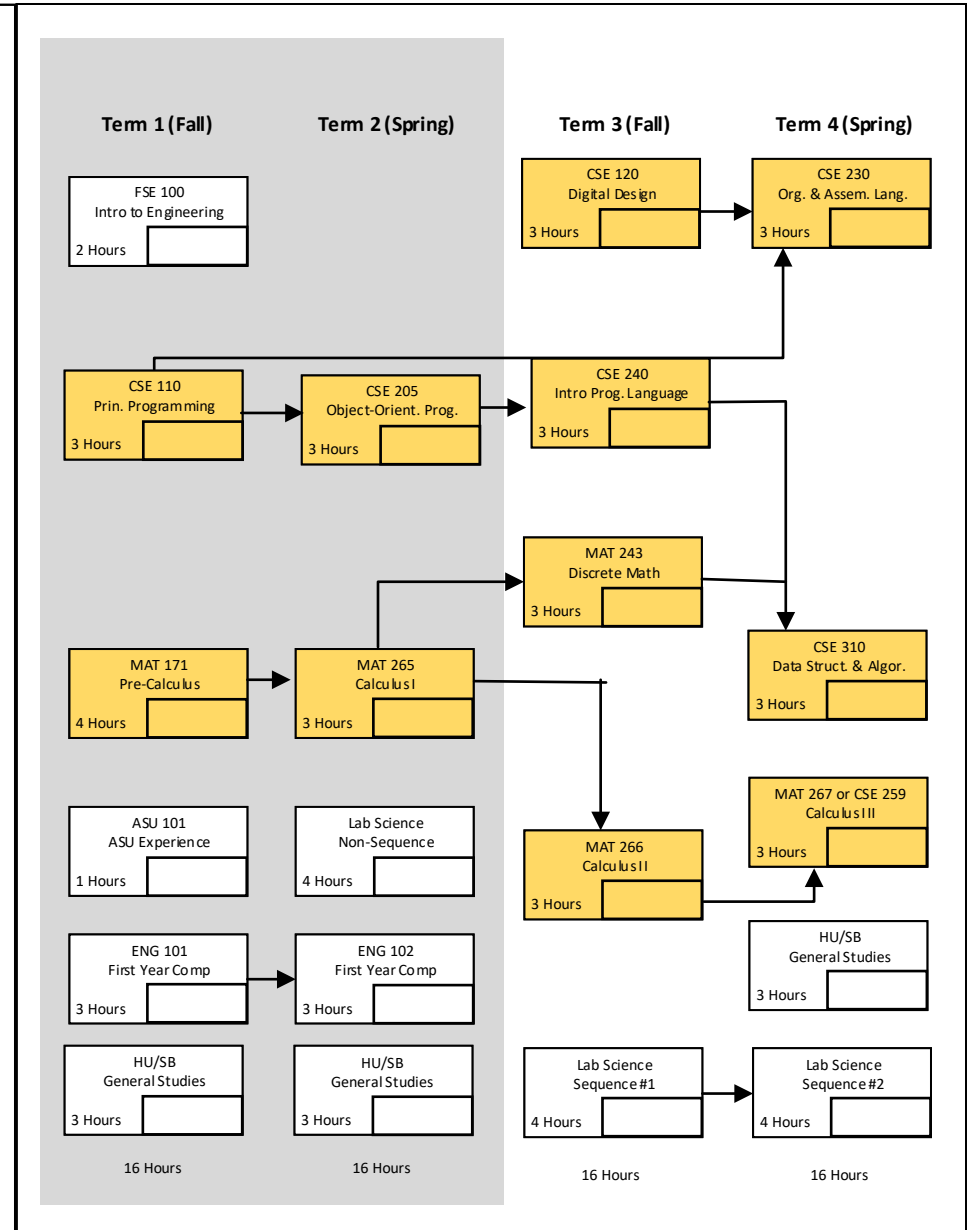 Term 1 (Fall)
Term 2 (Spring)
Term 3 (Fall)
Term 4 (Spring)
FSE 100
Intro to Engineering
2 Hours
CSE 120
Digital Design
3 Hours
CSE 230
Org. & Assem. Lang.
3 Hours
CSE 110
Prin. Programming
3 Hours
CSE 205
Object-Orient. Prog.
3 Hours
CSE 240
Intro Prog. Language
3 Hours
MAT 243
Discrete Math
3 Hours
MAT 171
Pre-Calculus
4 Hours
MAT 265
Calculus I
3 Hours
CSE 310
Data Struct. & Algor.
3 Hours
ASU 101
ASU Experience
1 Hours
Lab Science
Non-Sequence
4 Hours
MAT 266
Calculus II
3 Hours
MAT 267 or CSE 259
Calculus III
3 Hours
ENG 101
First Year Comp
3 Hours
ENG 102
First Year Comp
3 Hours
HU/SB
General Studies
3 Hours
HU/SB
General Studies
3 Hours
HU/SB
General Studies
3 Hours
Lab Science
Sequence #1
4 Hours
Lab Science
Sequence #2
4 Hours
16 Hours
16 Hours
16 Hours
16 Hours